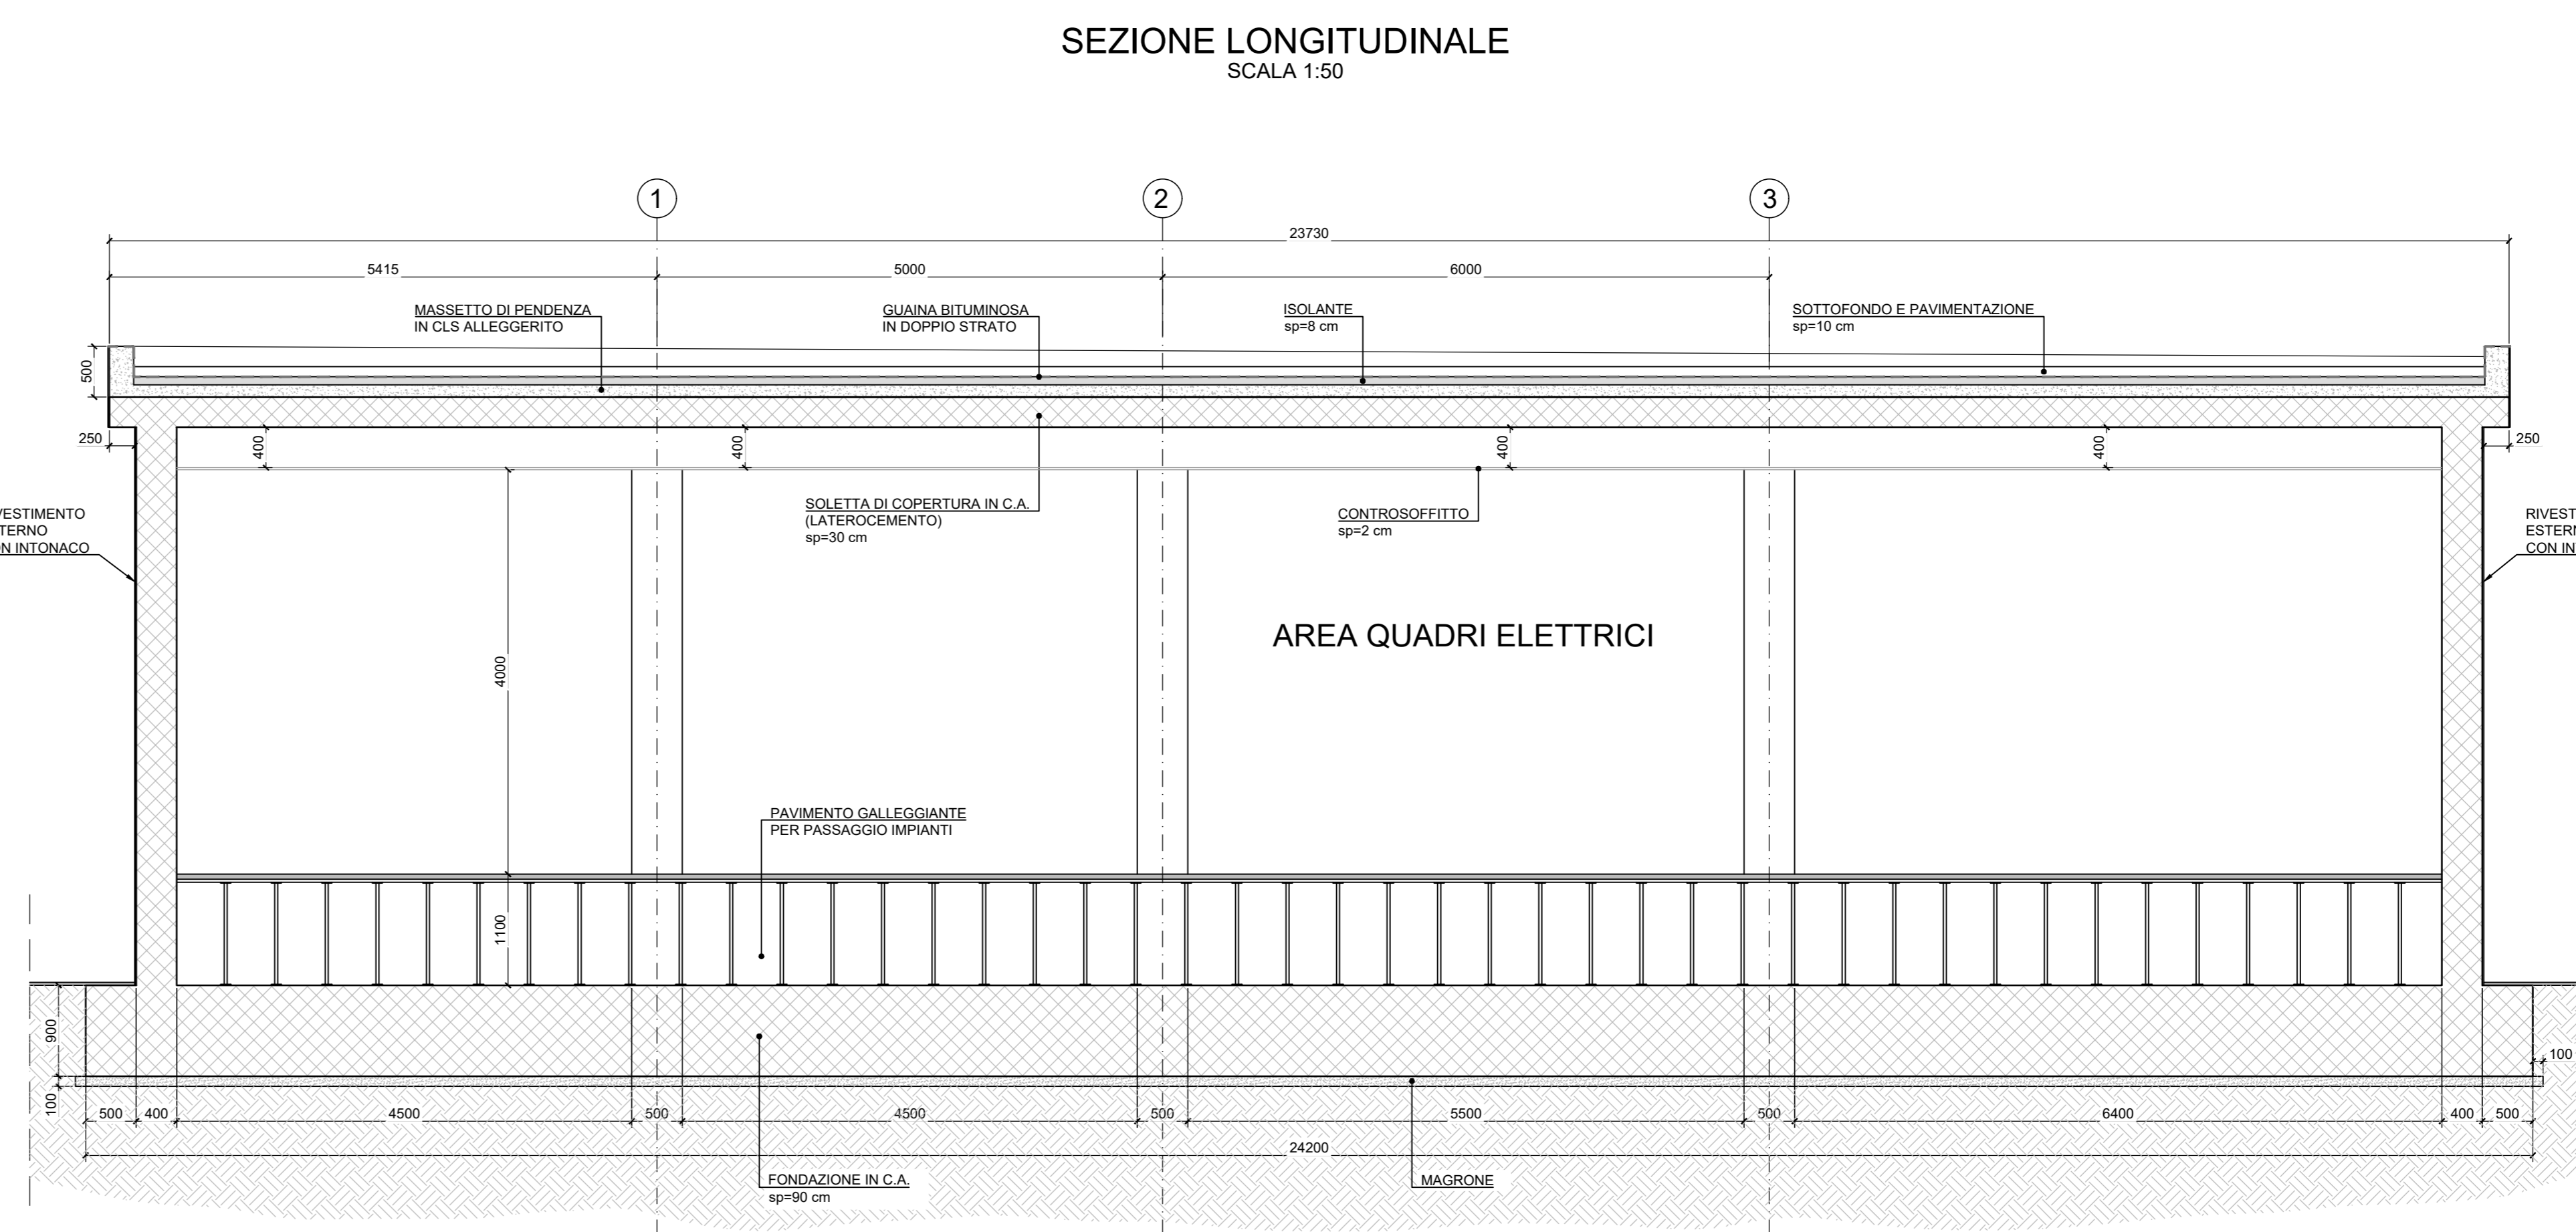 SEZIONE LONGITUDINALE
SCALA 1:50
1
2
3
23730
5415
5000
6000
MASSETTO DI PENDENZA
IN CLS ALLEGGERITO
GUAINA BITUMINOSA
IN DOPPIO STRATO
ISOLANTE
sp=8 cm
SOTTOFONDO E PAVIMENTAZIONE
sp=10 cm
500
250
400
400
400
400
250
SOLETTA DI COPERTURA IN C.A.
(LATEROCEMENTO)
sp=30 cm
CONTROSOFFITTO
sp=2 cm
VESTIMENTO
TERNO
ON INTONACO
RIVEST
ESTERN
CON IN
AREA QUADRI ELETTRICI
4000
PAVIMENTO GALLEGGIANTE
PER PASSAGGIO IMPIANTI
1100
900
100
100
500
400
4500
500
4500
500
5500
500
6400
400
500
24200
FONDAZIONE IN C.A.
sp=90 cm
MAGRONE